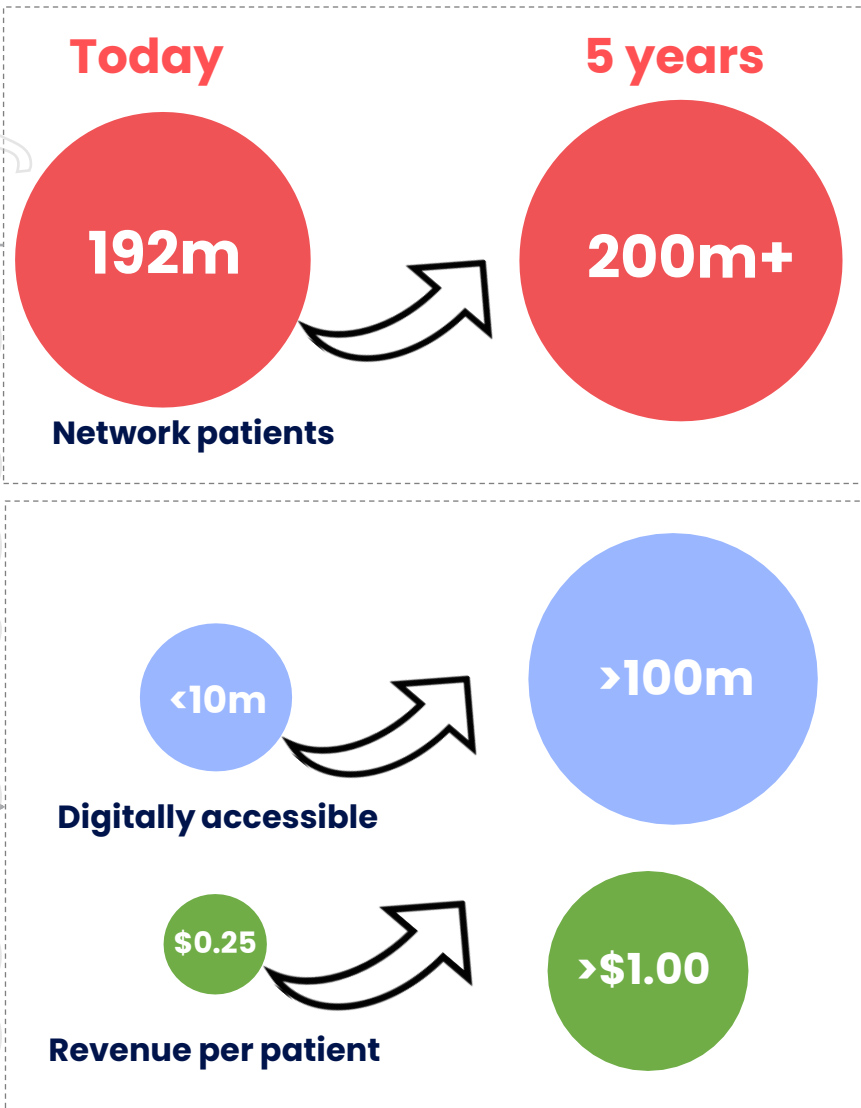 Today
5 years
192m
200m+
Network patients
<10m
>100m
Digitally accessible
$0.25
>$1.00
Revenue per patient